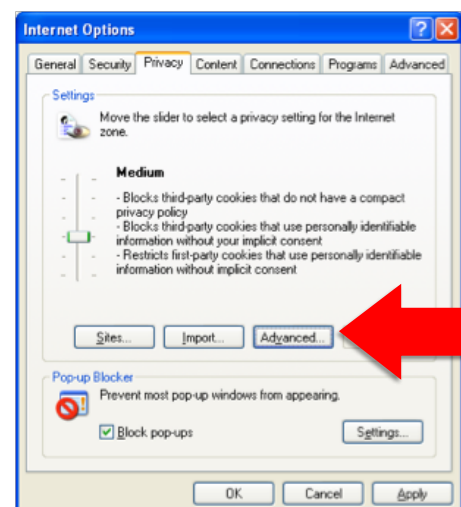 Internet Options
General Security Privacy Content Connections Programs Advanced
Settings
Move the slider to select a privacy setting for the Internet
zone.
Medium
- Blocks third-party cookies that do not have a compact
privacy policy
- Blocks third-party cookies that use personally identifiable
information without your implicit consent
- Restricts first-party cookies that use personally identifiable
information without implicit consent
Sites... Import... Advanced...
Pop-up Blocker
Prevent most pop-up windows from appearing.
Block pop-ups Settings...
OK Cancel Apply